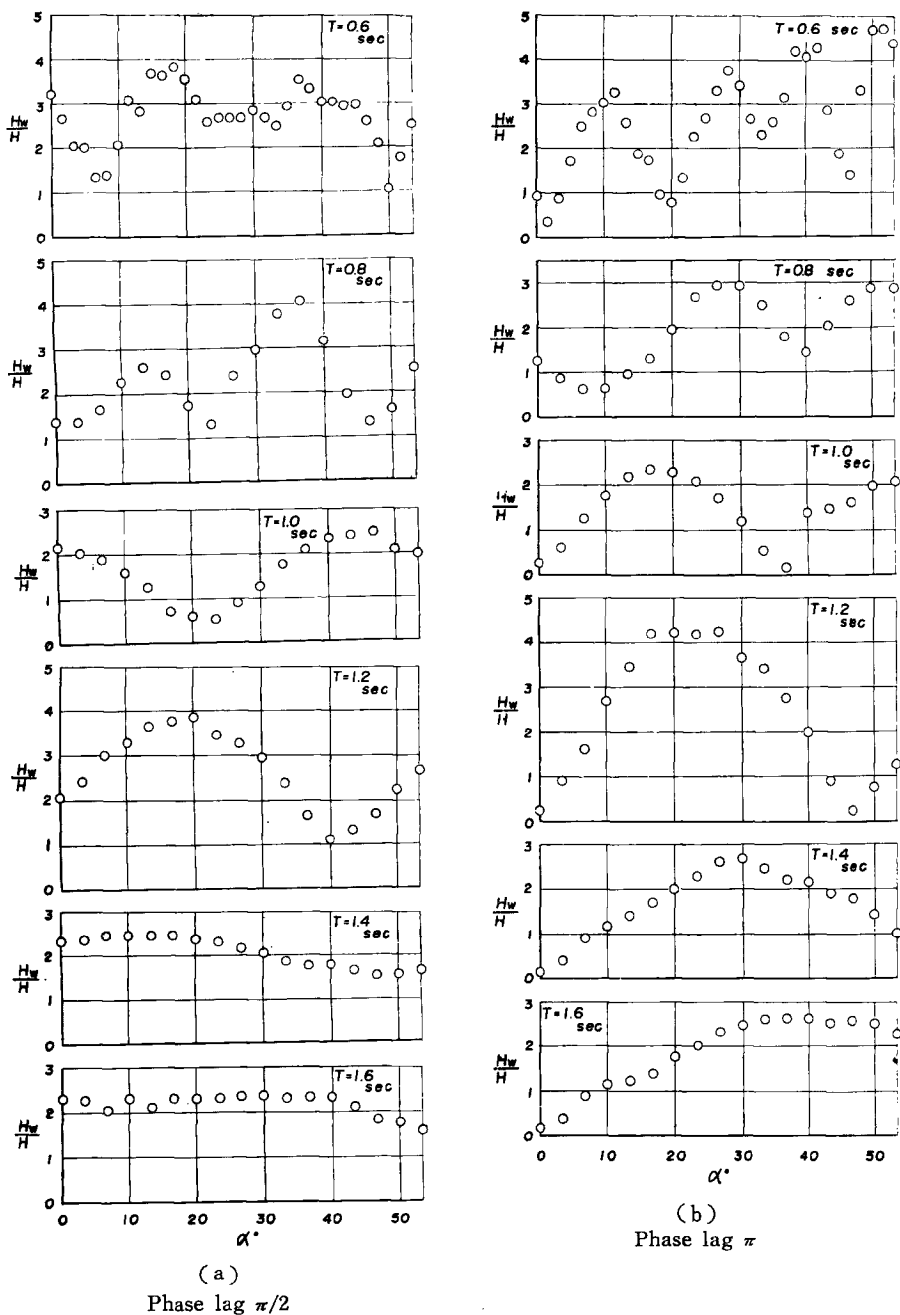 5
4
3
2
1
0
Hw
H
T=0.6
sec
5
4
3
2
1
0
Hw
H
T=0.8
sec
3
2
1
0
Hw
H
T=1.0
sec
5
4
3
2
1
0
Hw
H
T=1.2
sec
3
2
1
0
Hw
H
T=1.4
sec
3
2
1
0
Hw
H
T=1.6
sec
0 10 20 30 40 50
α°
(a)
Phase lag π/2
5
4
3
2
1
0
Hw
H
T=0.6 sec
3
2
1
0
Hw
H
T=0.8 sec
3
2
1
0
Hw
H
T=1.0
sec
5
4
3
2
1
0
Hw
H
T=1.2
sec
3
2
1
0
Hw
H
T=1.4
sec
3
2
1
0
Hw
H
T=1.6
sec
0 10 20 30 40 50
α°
(b)
Phase lag π